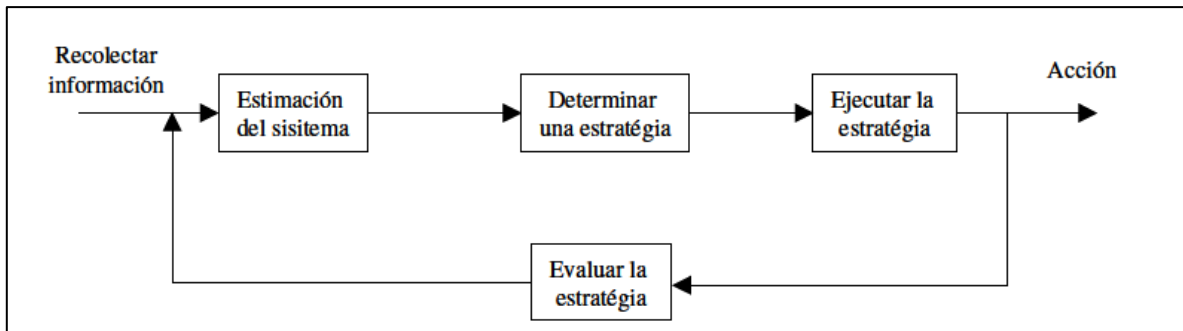 Recolectar
información
Estimación
del sisitema
Determinar
una estratégia
Ejecutar la
estratégia
Acción
Evaluar la
estratégia